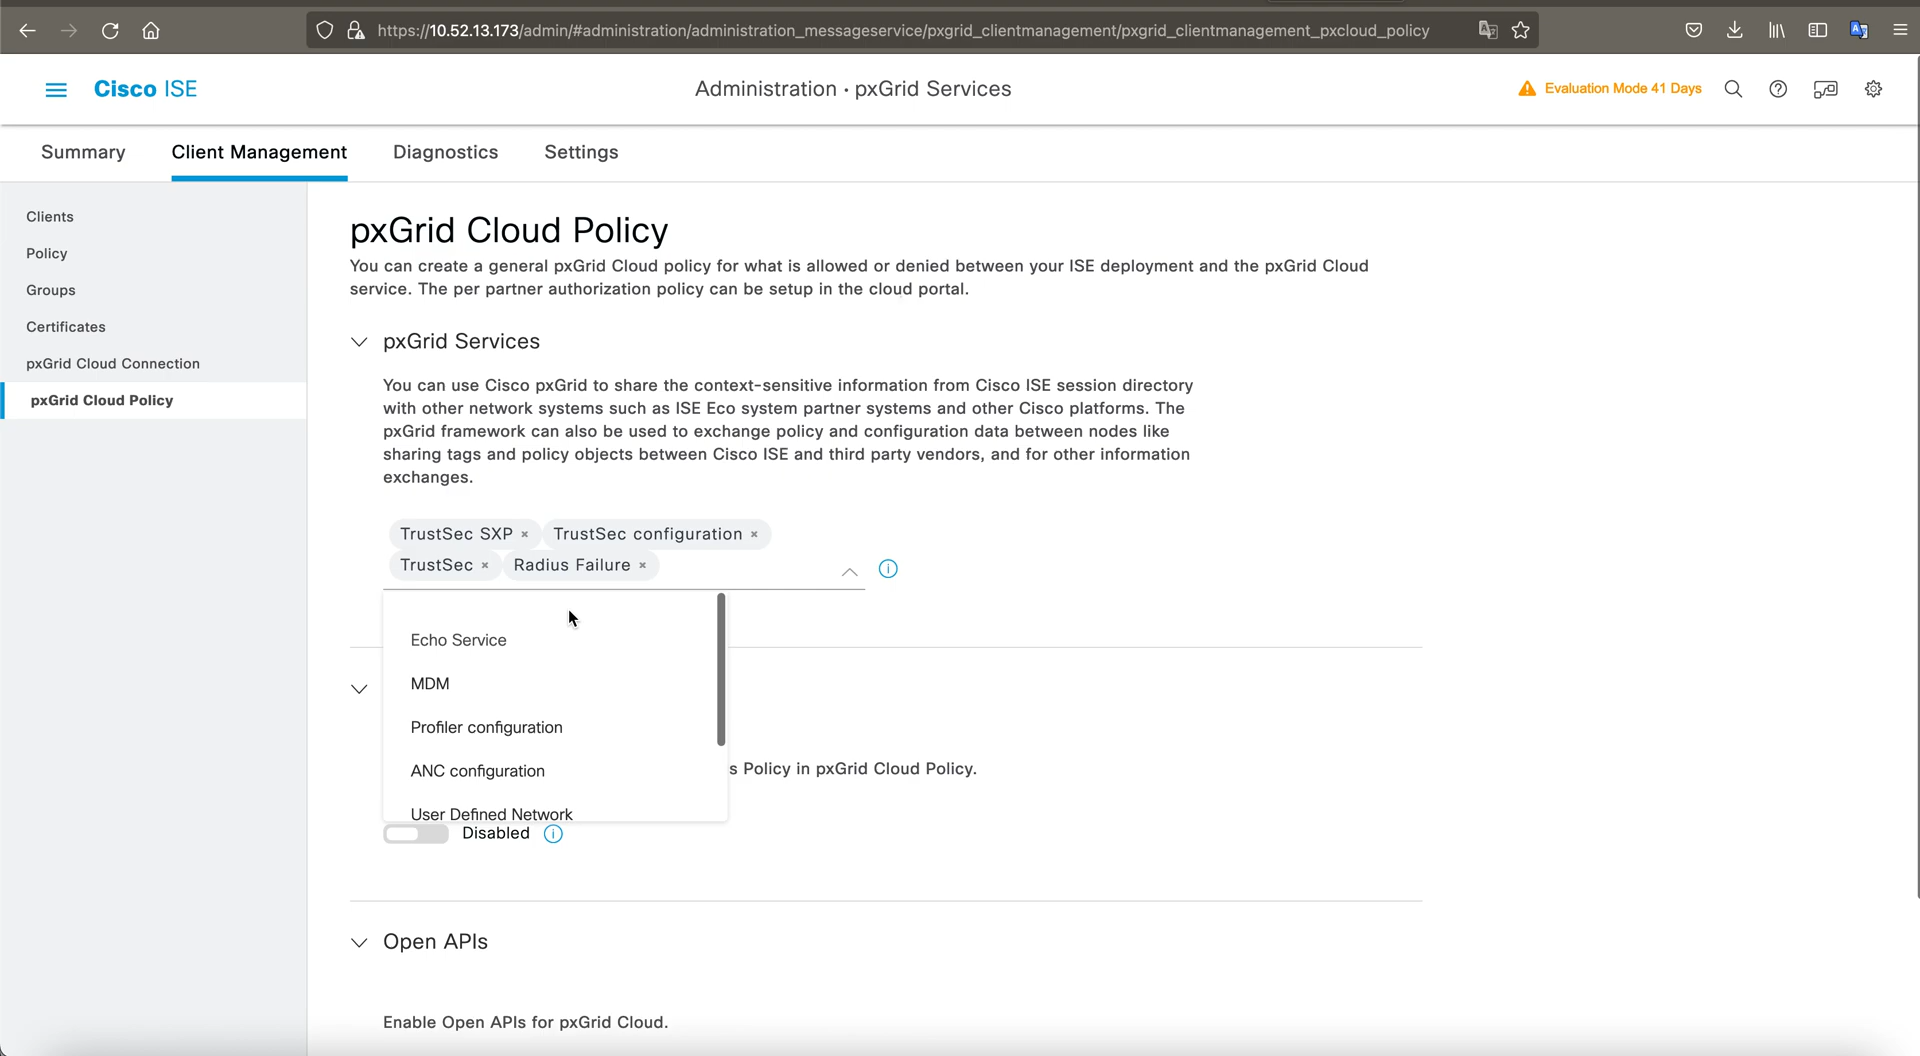 https://10.52.13.173/admin/#administration/administration_messageservice/pxgrid_clientmanagement/pxgrid_clientmanagement_pxcloud_policy
Cisco ISE
Administration · pxGrid Services
Evaluation Mode 41 Days
Summary
Client Management
Diagnostics
Settings
Clients
Policy
Groups
Certificates
pxGrid Cloud Connection
pxGrid Cloud Policy
pxGrid Cloud Policy
You can create a general pxGrid Cloud policy for what is allowed or denied between your ISE deployment and the pxGrid Cloud
service. The per partner authorization policy can be setup in the cloud portal.
pxGrid Services
You can use Cisco pxGrid to share the context-sensitive information from Cisco ISE session directory
with other network systems such as ISE Eco system partner systems and other Cisco platforms. The
pxGrid framework can also be used to exchange policy and configuration data between nodes like
sharing tags and policy objects between Cisco ISE and third party vendors, and for other information
exchanges.
TrustSec SXP × TrustSec configuration ×
TrustSec × Radius Failure ×
Echo Service
MDM
Profiler configuration
ANC configuration
s Policy in pxGrid Cloud Policy.
User Defined Network
Disabled
Open APIs
Enable Open APIs for pxGrid Cloud.